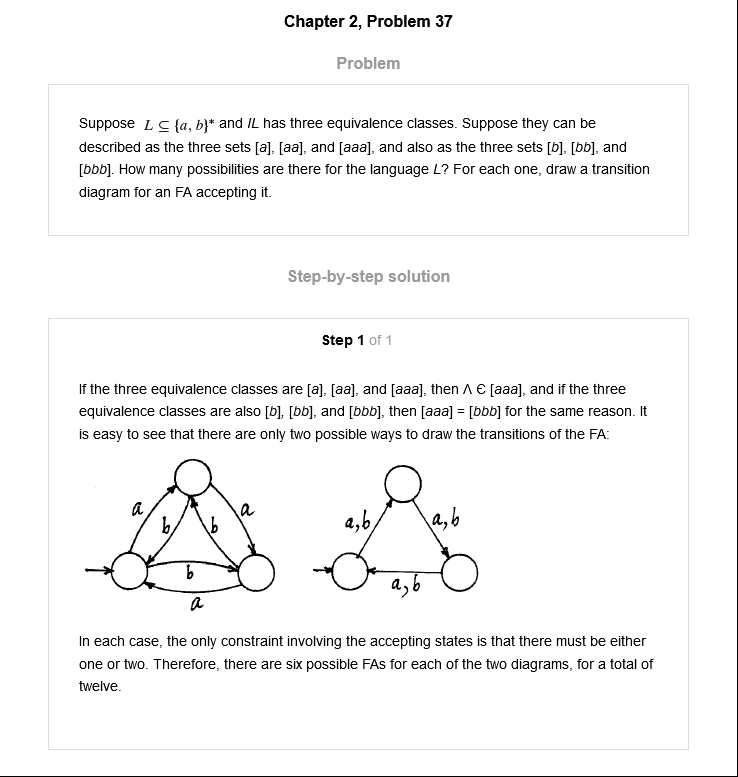 Chapter 2, Problem 37
Problem
Suppose L ⊆ {a, b}* and IL has three equivalence classes. Suppose they can be
described as the three sets [a], [aa], and [aaa], and also as the three sets [b], [bb], and
[bbb]. How many possibilities are there for the language L? For each one, draw a transition
diagram for an FA accepting it.
Step-by-step solution
Step 1 of 1
If the three equivalence classes are [a], [aa], and [aaa], then Λ Є [aaa], and if the three
equivalence classes are also [b], [bb], and [bbb], then [aaa] = [bbb] for the same reason. It
is easy to see that there are only two possible ways to draw the transitions of the FA:
a a
b b
b
a
a,b a,b
a,b
In each case, the only constraint involving the accepting states is that there must be either
one or two. Therefore, there are six possible FAs for each of the two diagrams, for a total of
twelve.